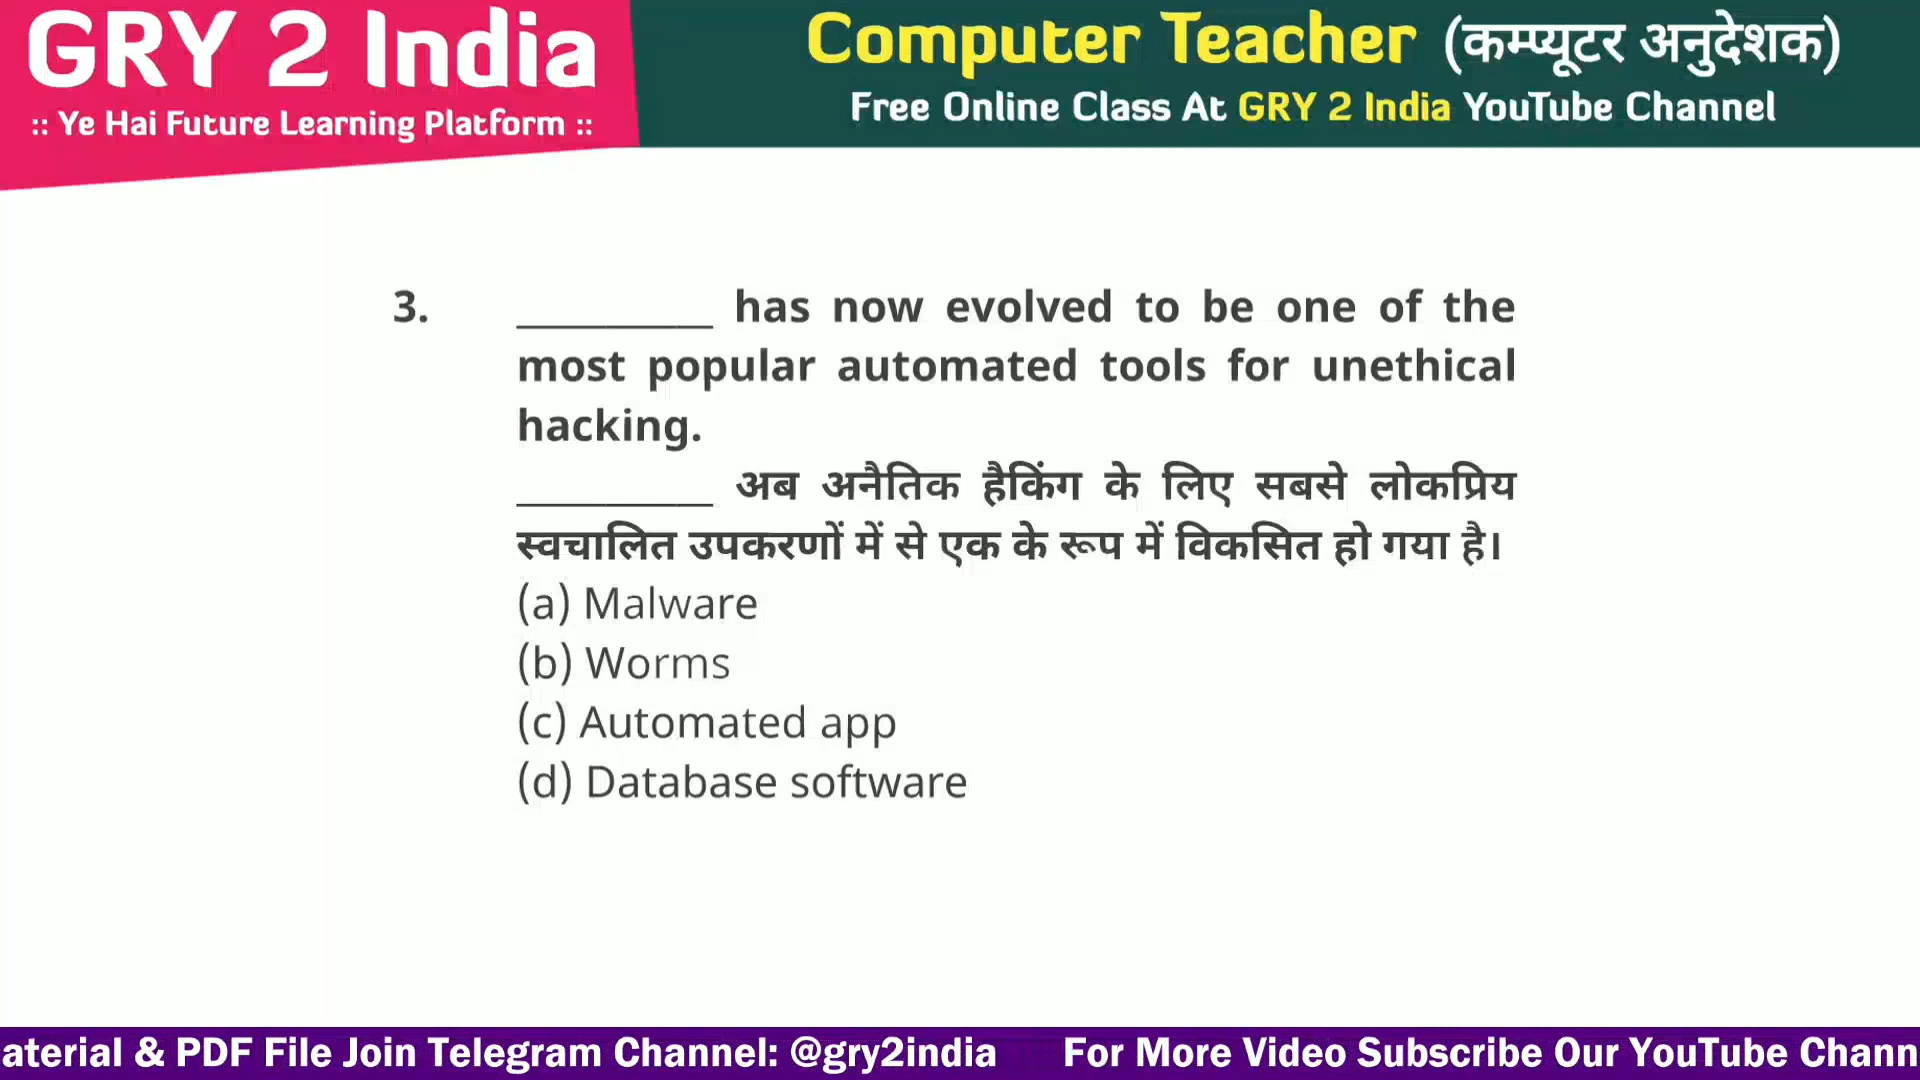 GRY 2 India
:: Ye Hai Future Learning Platform ::
Computer Teacher (कम्प्यूटर अनुदेशक)
Free Online Class At GRY 2 India YouTube Channel
3. __________ has now evolved to be one of the
most popular automated tools for unethical
hacking.
__________ अब अनैतिक हैकिंग के लिए सबसे लोकप्रिय
स्वचालित उपकरणों में से एक के रूप में विकसित हो गया है।
(a) Malware
(b) Worms
(c) Automated app
(d) Database software
aterial & PDF File Join Telegram Channel: @gry2india For More Video Subscribe Our YouTube Chann